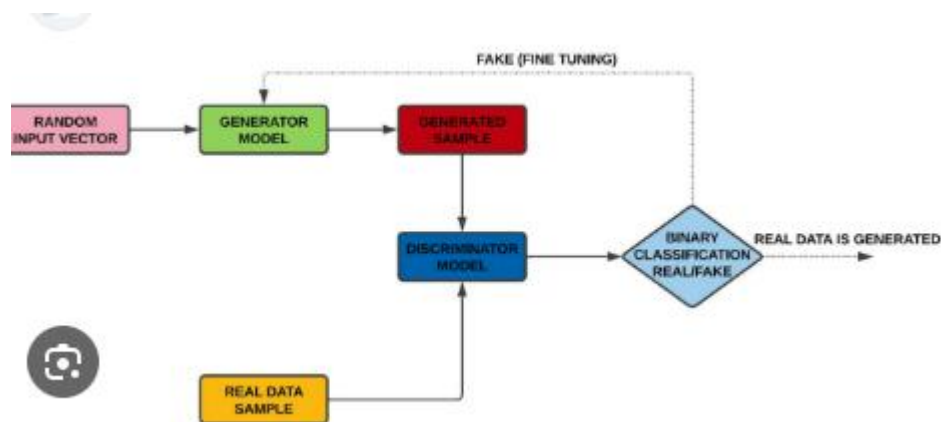 FAKE (FINE TUNING)
RANDOM
INPUT VECTOR
GENERATOR
MODEL
GENERATED
SAMPLE
DISCRIMINATOR
MODEL
BINARY
CLASSIFICATION
REAL/FAKE
REAL DATA IS GENERATED
REAL DATA
SAMPLE